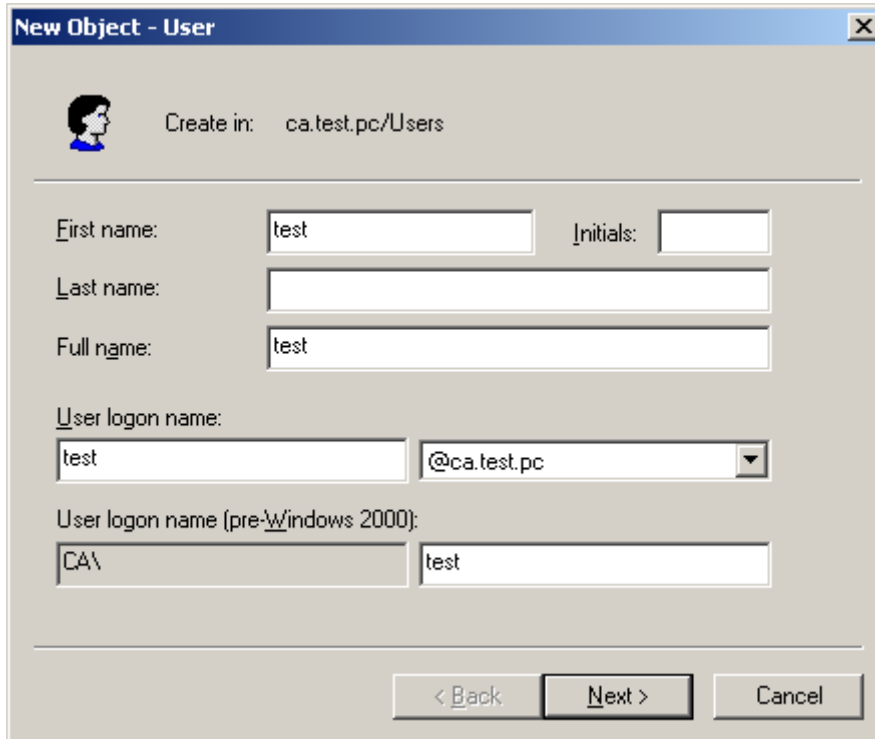 New Object - User
Create in: ca.test.pc/Users
First name: test Initials:
Last name:
Full name: test
User logon name:
test @ca.test.pc
User logon name (pre-Windows 2000):
CA\ test
< Back Next > Cancel